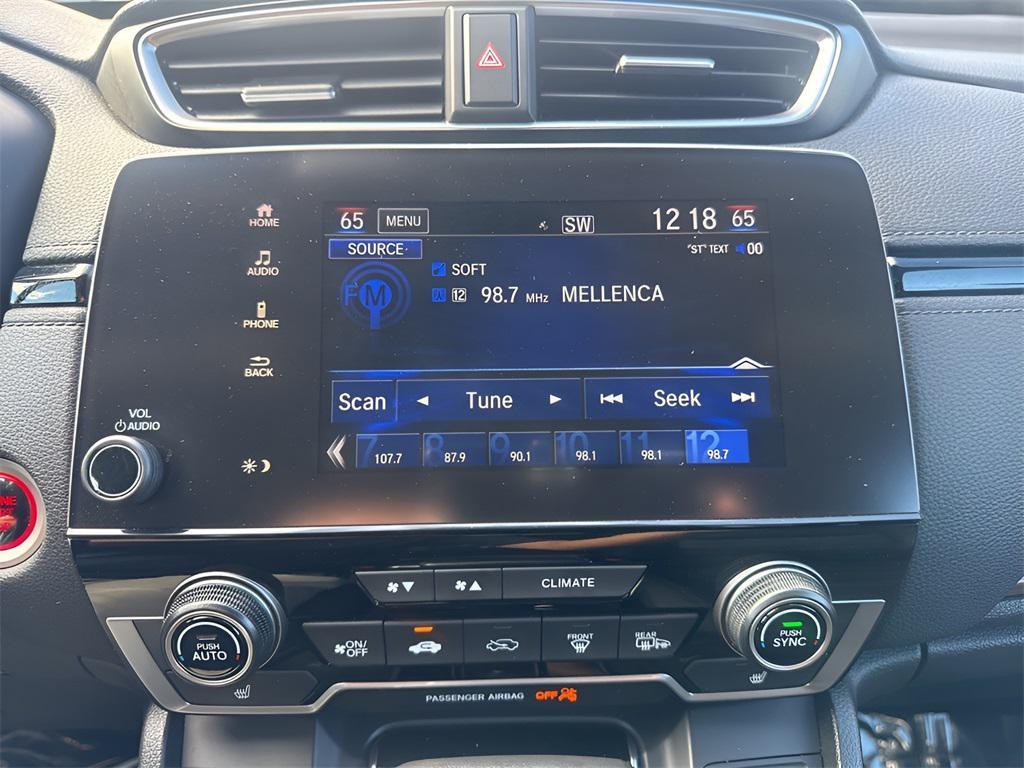 65 MENU SW 12 18 65
SOURCE "ST" TEXT 00
FM SOFT
12 98.7 MHz MELLENCA
Scan Tune Seek
7 8 9 10 11 12
107.7 87.9 90.1 98.1 98.1 98.7
HOME
AUDIO
PHONE
BACK
VOL
AUDIO
CLIMATE
PUSH
AUTO
ON/
OFF
FRONT
REAR
PUSH
SYNC
PASSENGER AIRBAG OFF